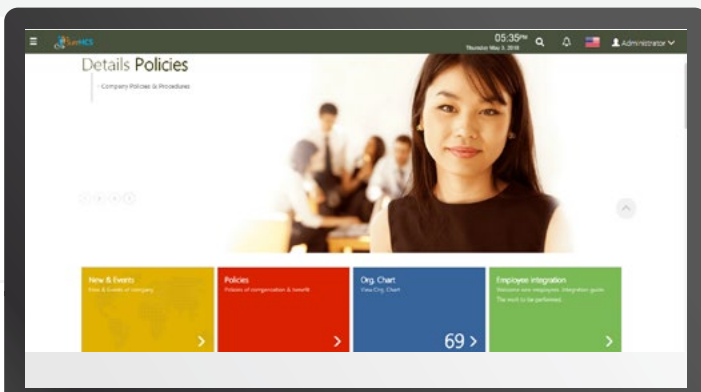 SureHCS
05:35PM
Thursday May 3, 2018
Administrator
Details Policies
- Company Policies & Procedures
New & Events
New & Events of company
Policies
Policies of compensation & benefit
Org. Chart
View Org. Chart
69
Employee integration
Welcome new employees. Integration guide.
The work to be performed.